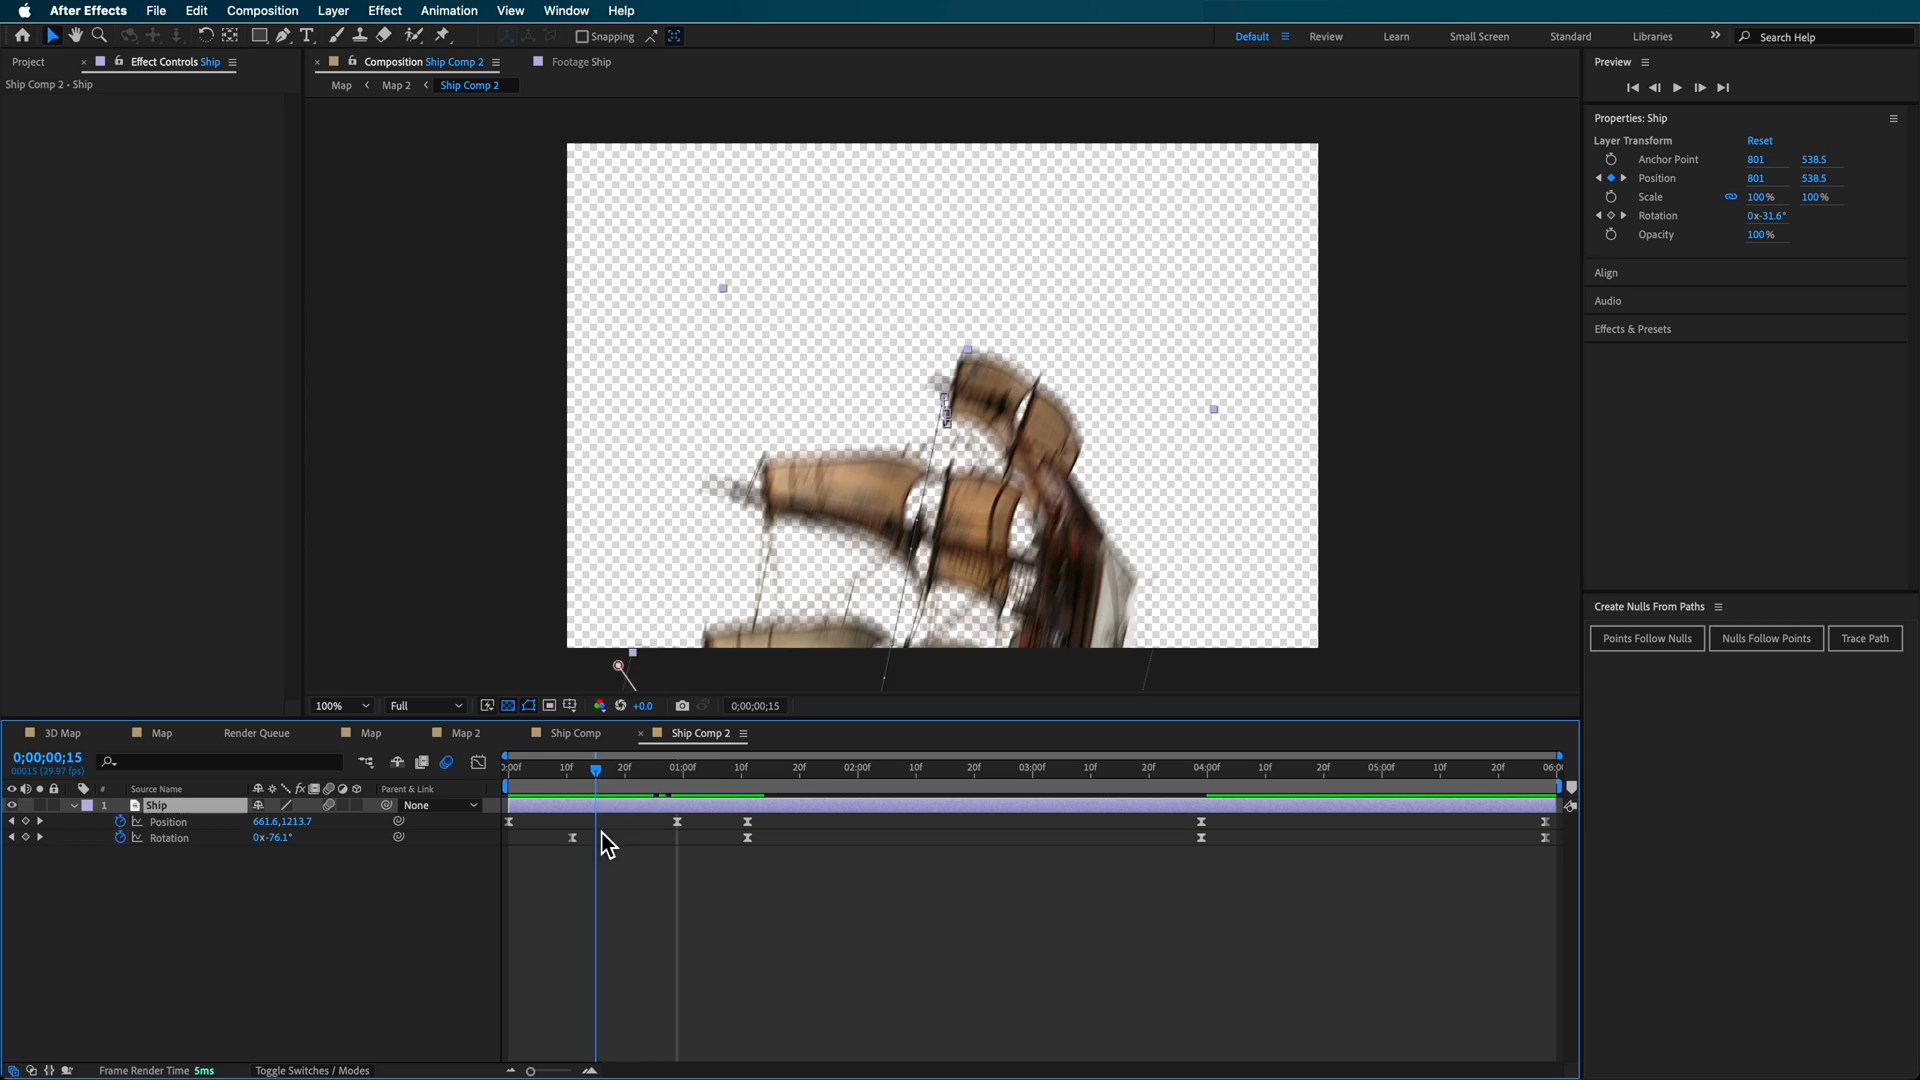 After Effects File Edit Composition Layer Effect Animation View Window Help
Snapping
Default Review Learn Small Screen Standard Libraries Search Help
Project Effect Controls Ship
Ship Comp 2 • Ship
Composition Ship Comp 2 Footage Ship
Map Map 2 Ship Comp 2
Preview
Properties: Ship
Layer Transform Reset
Anchor Point 801 538.5
Position 801 538.5
Scale 100% 100%
Rotation 0x-31.6°
Opacity 100%
Align
Audio
Effects & Presets
Create Nulls From Paths
Points Follow Nulls Nulls Follow Points Trace Path
100% Full +0.0 0;00;00;15
3D Map Map Render Queue Map Map 2 Ship Comp Ship Comp 2
0;00;00;15
00015 (29.97 fps)
0:00f 10f 20f 01:00f 10f 20f 02:00f 10f 20f 03:00f 10f 20f 04:00f 10f 20f 05:00f 10f 20f 06:00
# Source Name fx Parent & Link
1 Ship None
Position 661.6,1213.7
Rotation 0x-76.1°
Frame Render Time 5ms Toggle Switches / Modes